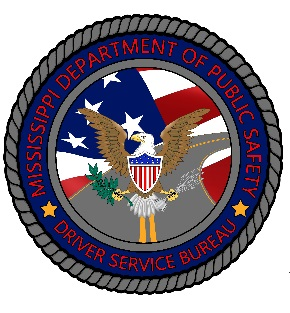 MISSISSIPPI DEPARTMENT OF PUBLIC SAFETY
DRIVER SERVICE BUREAU